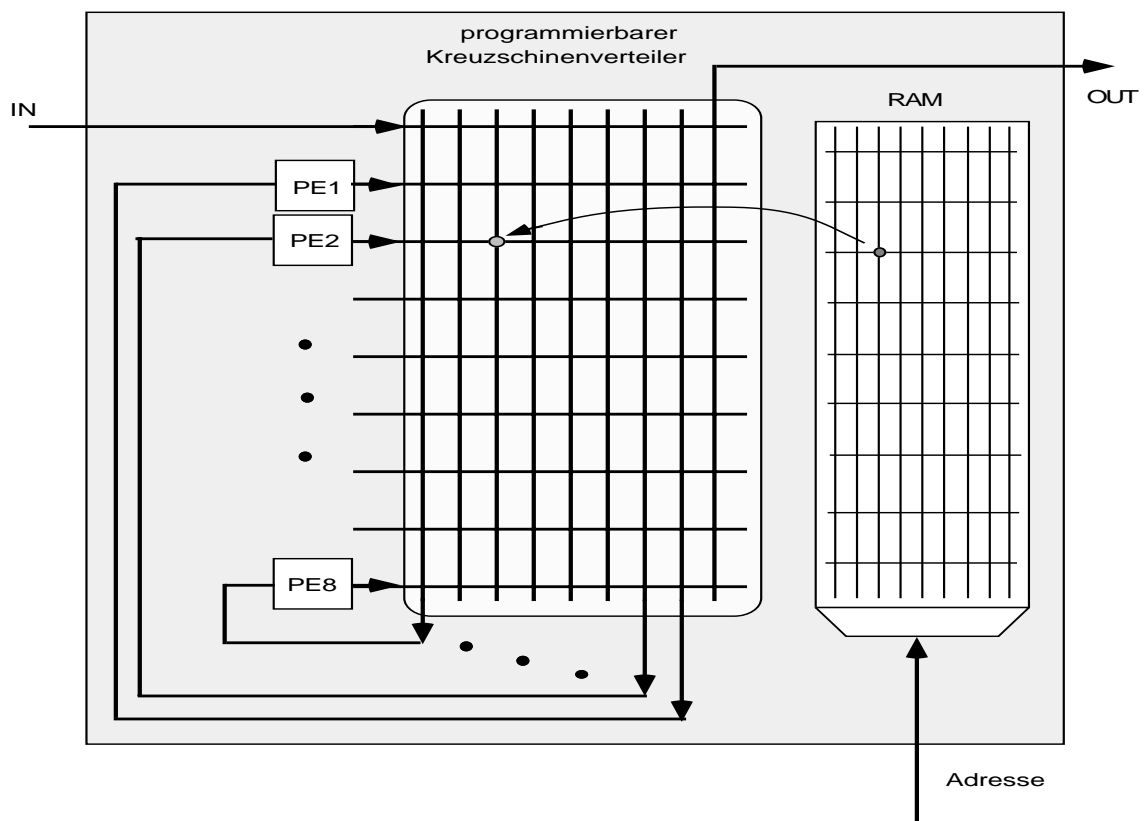 programmierbarer
Kreuzschinenverteiler
IN
RAM
OUT
PE1
PE2
PE8
Adresse